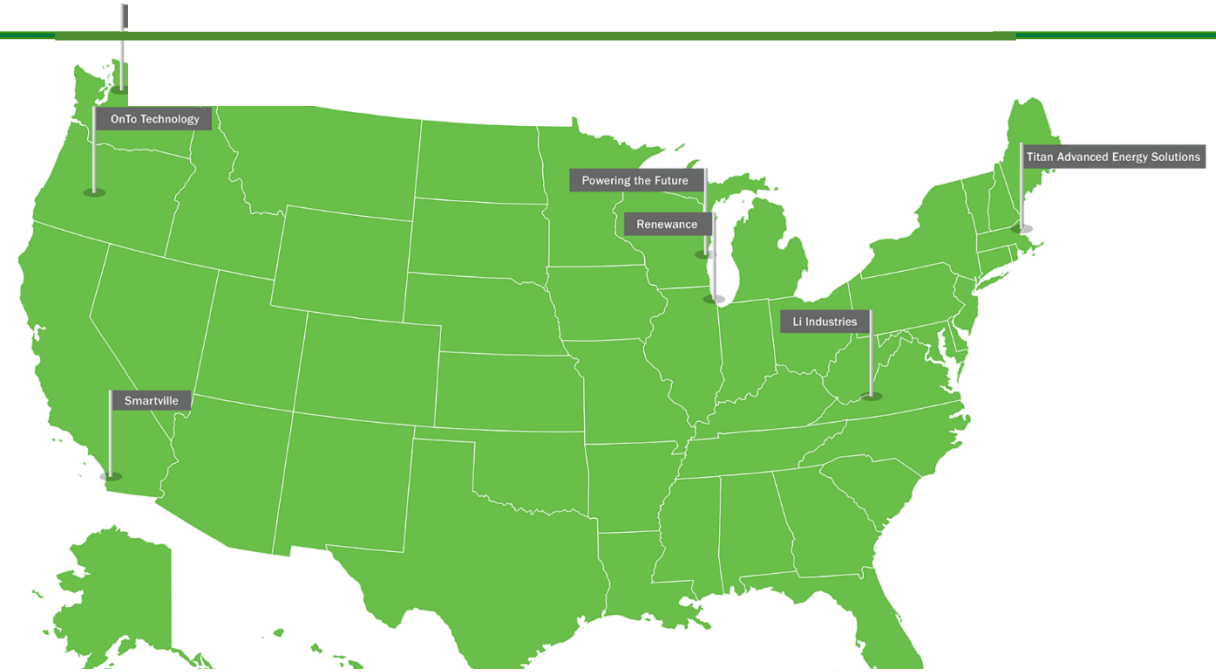 OnTo Technology
Titan Advanced Energy Solutions
Powering the Future
Renewance
Li Industries
Smartville